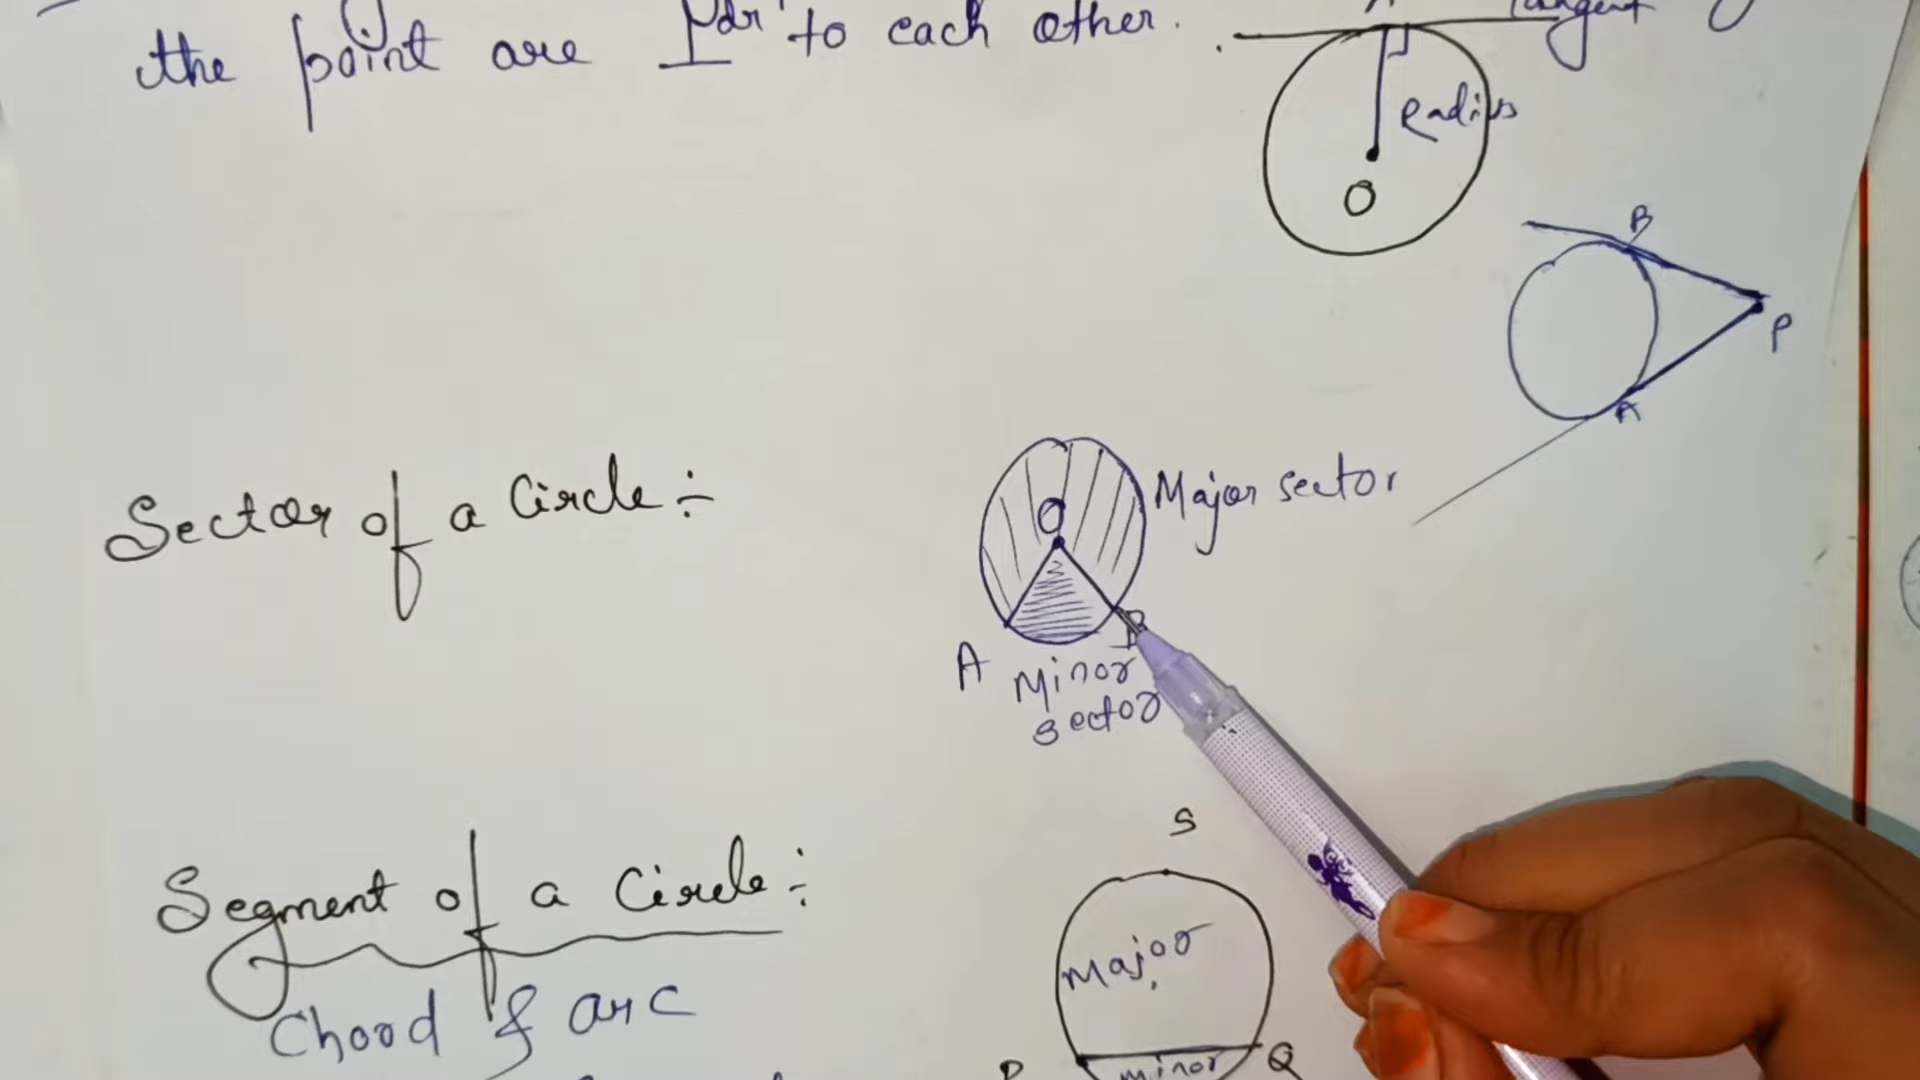 the point are ⊥dr to each other.
Tangent
Radius
O
B
P
A
Sector of a Circle :-
O
Major sector
A
B
Minor
sector
Segment of a Circle :-
S
Major
Chord & arc
P
Q
minor